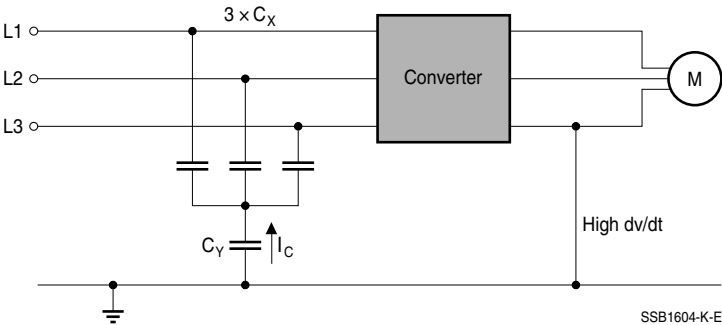 3 × CX
L1
L2
L3
Converter
M
CY
IC
High dv/dt
SSB1604-K-E